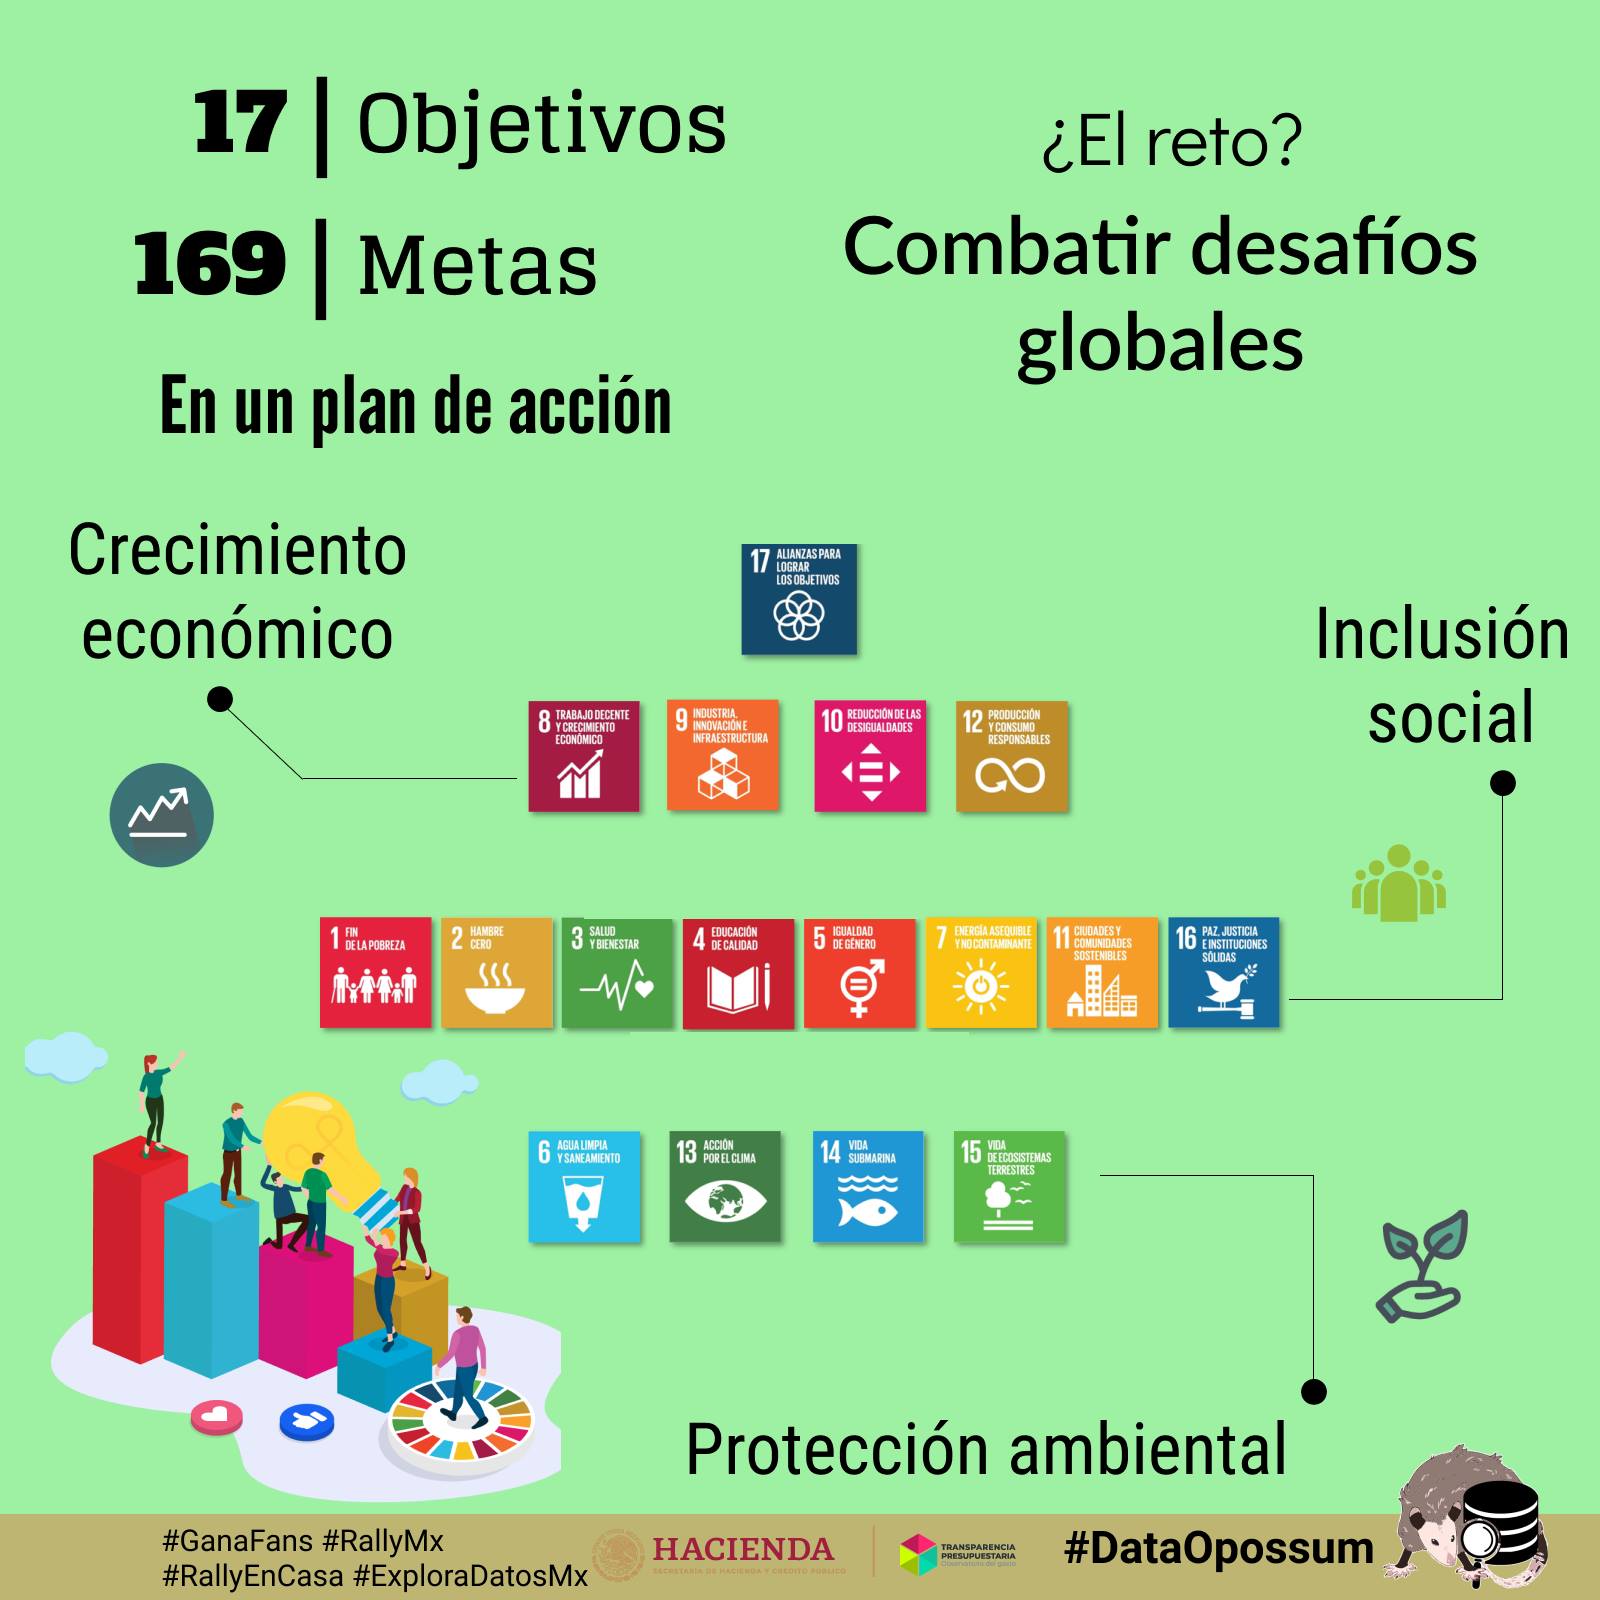 17 | Objetivos
169 | Metas
En un plan de acción
¿El reto?
Combatir desafíos
globales
Crecimiento
económico
Inclusión
social
17 ALIANZAS PARA
LOGRAR
LOS OBJETIVOS
8 TRABAJO DECENTE
Y CRECIMIENTO
ECONÓMICO
9 INDUSTRIA,
INNOVACIÓN E
INFRAESTRUCTURA
10 REDUCCIÓN DE LAS
DESIGUALDADES
12 PRODUCCIÓN
Y CONSUMO
RESPONSABLES
1 FIN
DE LA POBREZA
2 HAMBRE
CERO
3 SALUD
Y BIENESTAR
4 EDUCACIÓN
DE CALIDAD
5 IGUALDAD
DE GÉNERO
7 ENERGÍA ASEQUIBLE
Y NO CONTAMINANTE
11 CIUDADES Y
COMUNIDADES
SOSTENIBLES
16 PAZ, JUSTICIA
E INSTITUCIONES
SÓLIDAS
6 AGUA LIMPIA
Y SANEAMIENTO
13 ACCIÓN
POR EL CLIMA
14 VIDA
SUBMARINA
15 VIDA
DE ECOSISTEMAS
TERRESTRES
Protección ambiental
#GanaFans #RallyMx
#RallyEnCasa #ExploraDatosMx
HACIENDA
SECRETARÍA DE HACIENDA Y CRÉDITO PÚBLICO
TRANSPARENCIA
PRESUPUESTARIA
Observatorio del gasto
#DataOpossum